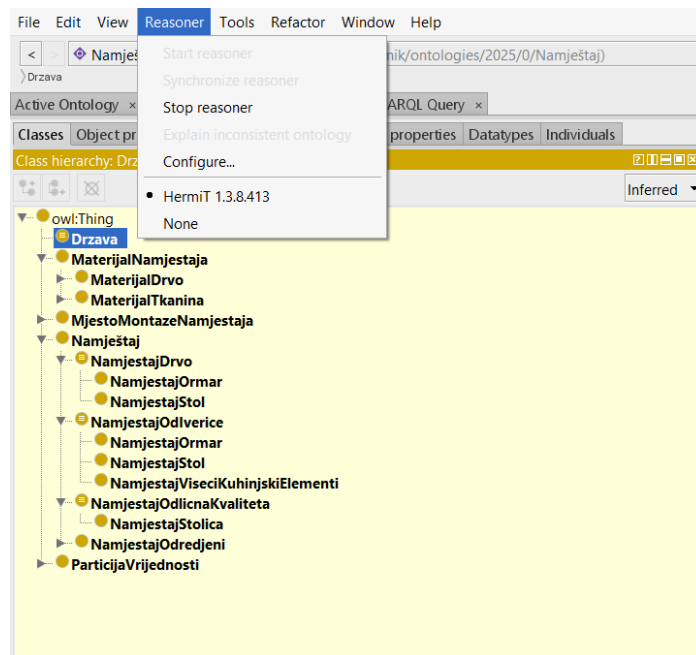 File Edit View Reasoner Tools Refactor Window Help
< > Namješ nik/ontologies/2025/0/Namještaj)
Drzava
Active Ontology × ARQL Query ×
Classes Object pr properties Datatypes Individuals
Class hierarchy: Drz
Inferred
Start reasoner
Synchronize reasoner
Stop reasoner
Explain inconsistent ontology
Configure...
HermiT 1.3.8.413
None
owl:Thing
Drzava
MaterijalNamjestaja
MaterijalDrvo
MaterijalTkanina
MjestoMontazeNamjestaja
Namještaj
NamjestajDrvo
NamjestajOrmar
NamjestajStol
NamjestajOdIverice
NamjestajOrmar
NamjestajStol
NamjestajViseciKuhinjskiElementi
NamjestajOdlicnaKvaliteta
NamjestajStolica
NamjestajOdredjeni
ParticijaVrijednosti